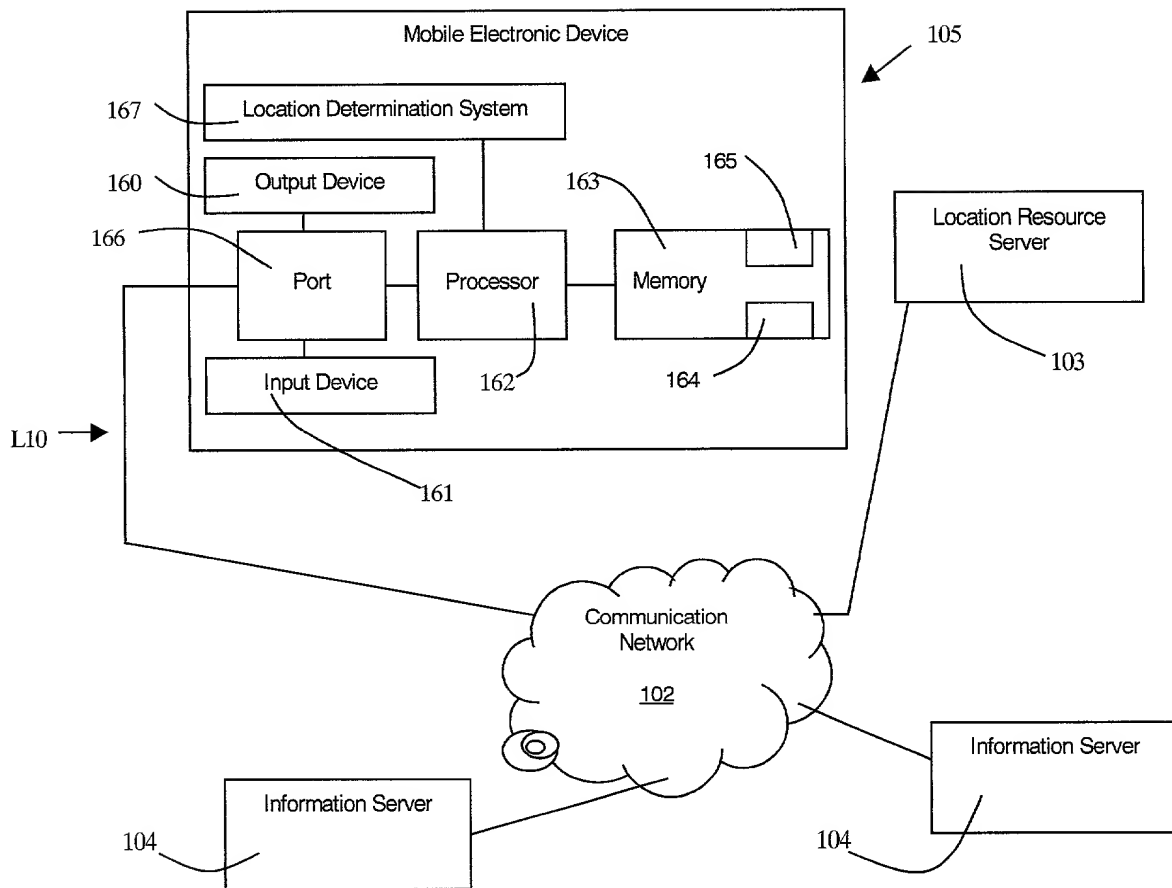 Mobile Electronic Device
105
167
Location Determination System
165
160
Output Device
163
Location Resource
Server
166
Port
Processor
Memory
103
Input Device
162
164
L10
161
Communication
Network
102
Information Server
Information Server
104
104